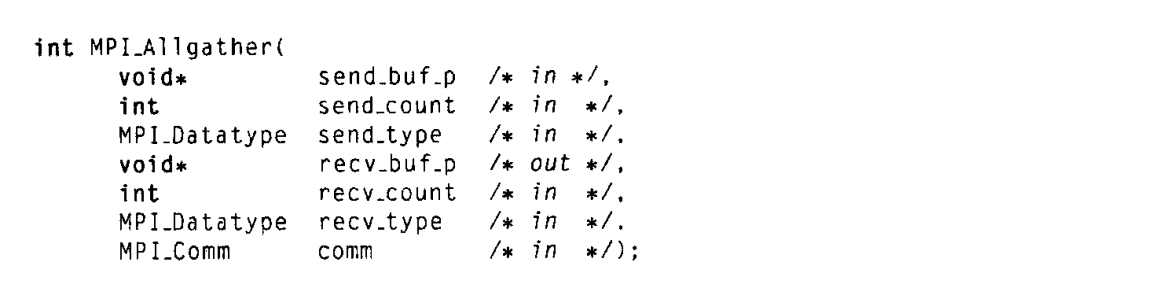 int MPI_Allgather(
void* send_buf_p /* in */,
int send_count /* in */,
MPI_Datatype send_type /* in */,
void* recv_buf_p /* out */,
int recv_count /* in */,
MPI_Datatype recv_type /* in */,
MPI_Comm comm /* in */);